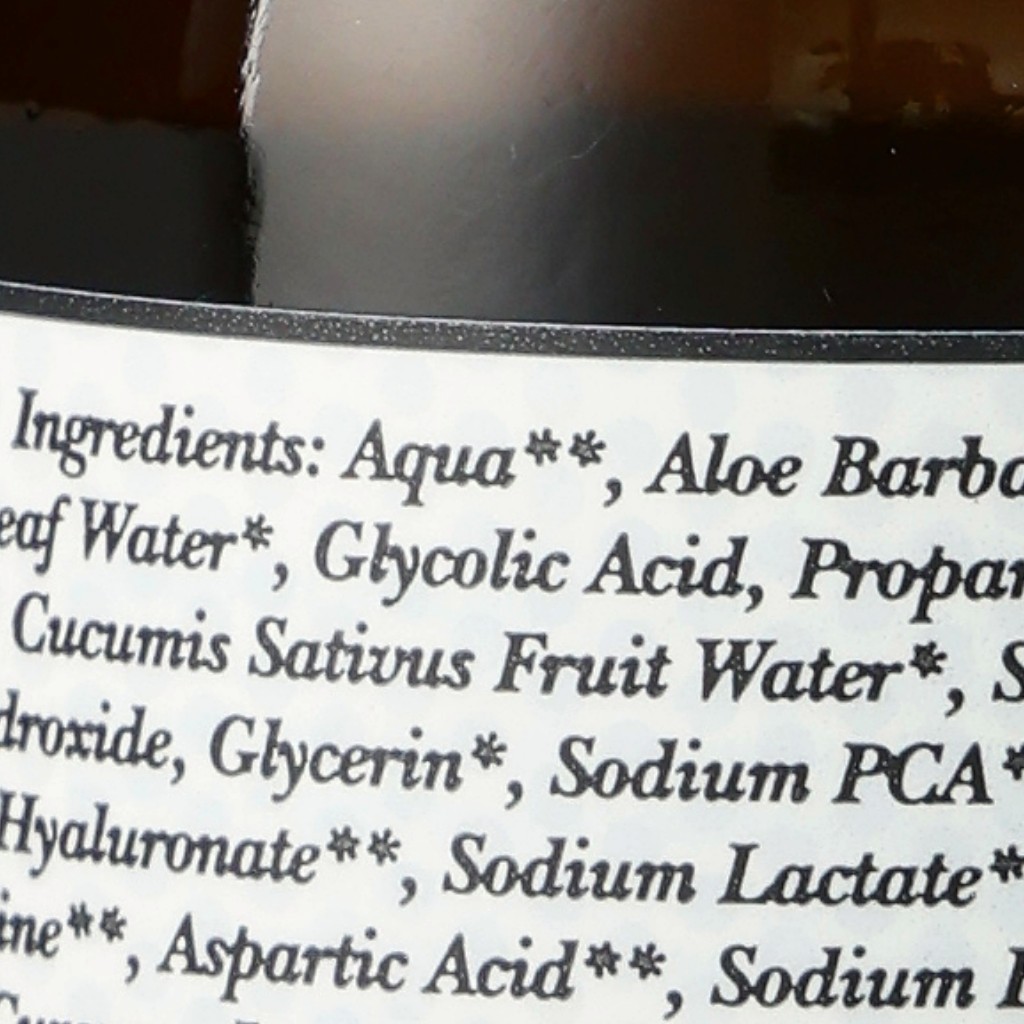 Ingredients: Aqua**, Aloe Barba
eaf Water*, Glycolic Acid, Propan
Cucumis Sativus Fruit Water*, S
droxide, Glycerin*, Sodium PCA*
Hyaluronate**, Sodium Lactate*
ine**, Aspartic Acid**, Sodium